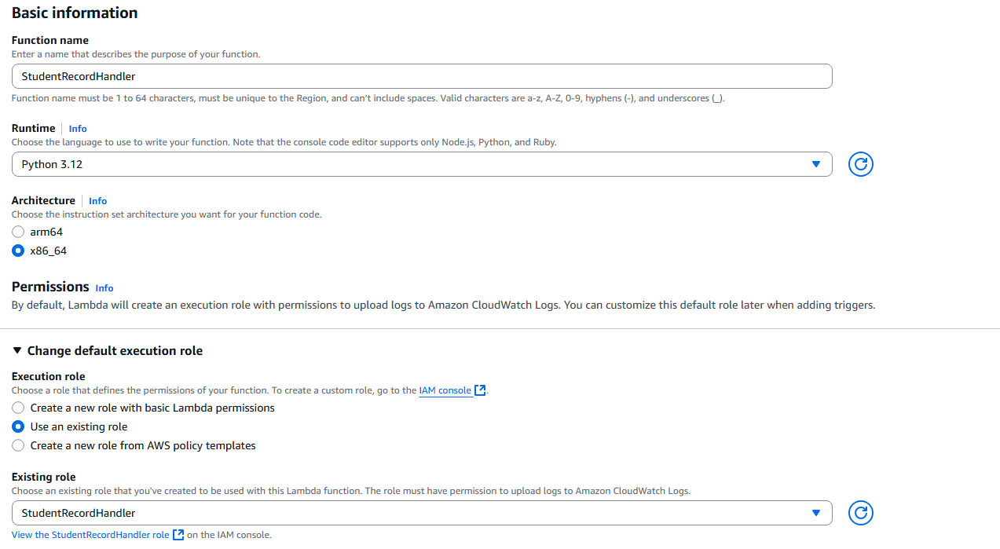 Basic information
Function name
Enter a name that describes the purpose of your function.
StudentRecordHandler
Function name must be 1 to 64 characters, must be unique to the Region, and can't include spaces. Valid characters are a-z, A-Z, 0-9, hyphens (-), and underscores (_).
Runtime Info
Choose the language to use to write your function. Note that the console code editor supports only Node.js, Python, and Ruby.
Python 3.12
Architecture Info
Choose the instruction set architecture you want for your function code.
arm64
x86_64
Permissions Info
By default, Lambda will create an execution role with permissions to upload logs to Amazon CloudWatch Logs. You can customize this default role later when adding triggers.
Change default execution role
Execution role
Choose a role that defines the permissions of your function. To create a custom role, go to the IAM console.
Create a new role with basic Lambda permissions
Use an existing role
Create a new role from AWS policy templates
Existing role
Choose an existing role that you've created to be used with this Lambda function. The role must have permission to upload logs to Amazon CloudWatch Logs.
StudentRecordHandler
View the StudentRecordHandler role on the IAM console.